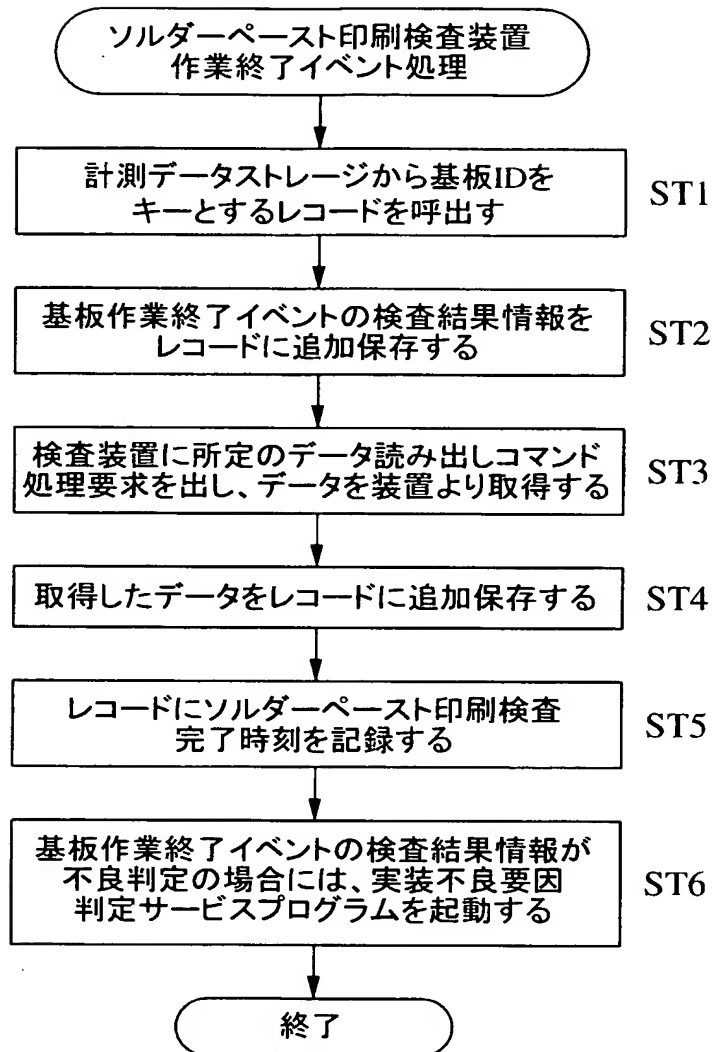 ソルダーペースト印刷検査装置
作業終了イベント処理
計測データストレージから基板IDを
キーとするレコードを呼出す
ST1
基板作業終了イベントの検査結果情報を
レコードに追加保存する
ST2
検査装置に所定のデータ読み出しコマンド
処理要求を出し、データを装置より取得する
ST3
取得したデータをレコードに追加保存する
ST4
レコードにソルダーペースト印刷検査
完了時刻を記録する
ST5
基板作業終了イベントの検査結果情報が
不良判定の場合には、実装不良要因
判定サービスプログラムを起動する
ST6
終了